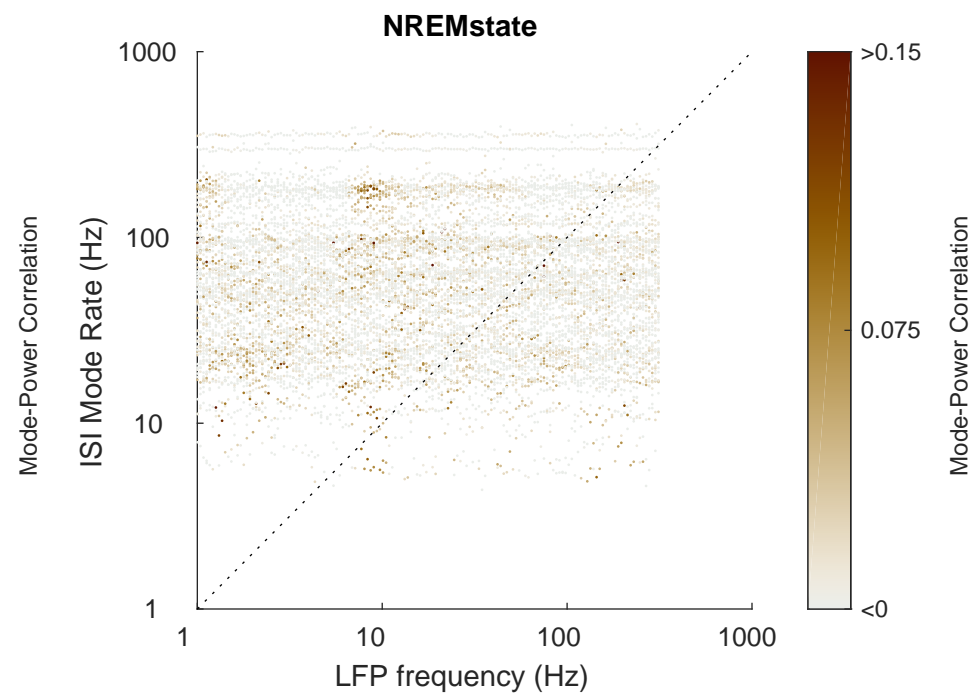 NREMstate
Mode-Power Correlation
ISI Mode Rate (Hz)
1000
100
10
1
1
10
100
1000
LFP frequency (Hz)
>0.15
0.075
<0
Mode-Power Correlation